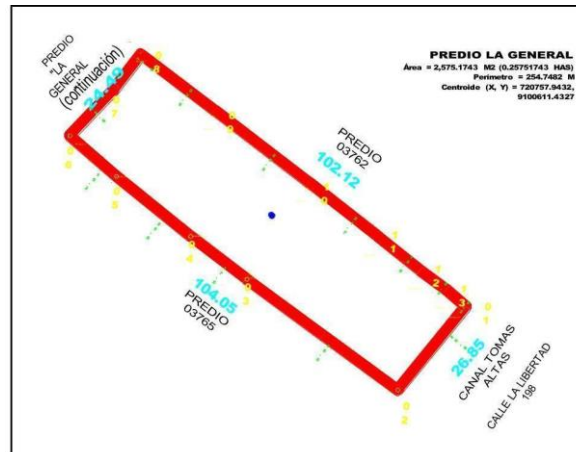 PREDIO LA GENERAL
Área = 2,575.1743 M2 (0.25751743 HAS)
Perímetro = 254.7482 M
Centroide (X, Y) = 720757.9432,
9100611.4327
PREDIO
"LA
GENERAL
(continuación)
24.49
PREDIO
03762
102.12
104.05
PREDIO
03765
26.85
CANAL TOMAS
ALTAS
CALLE LA LIBERTAD
198